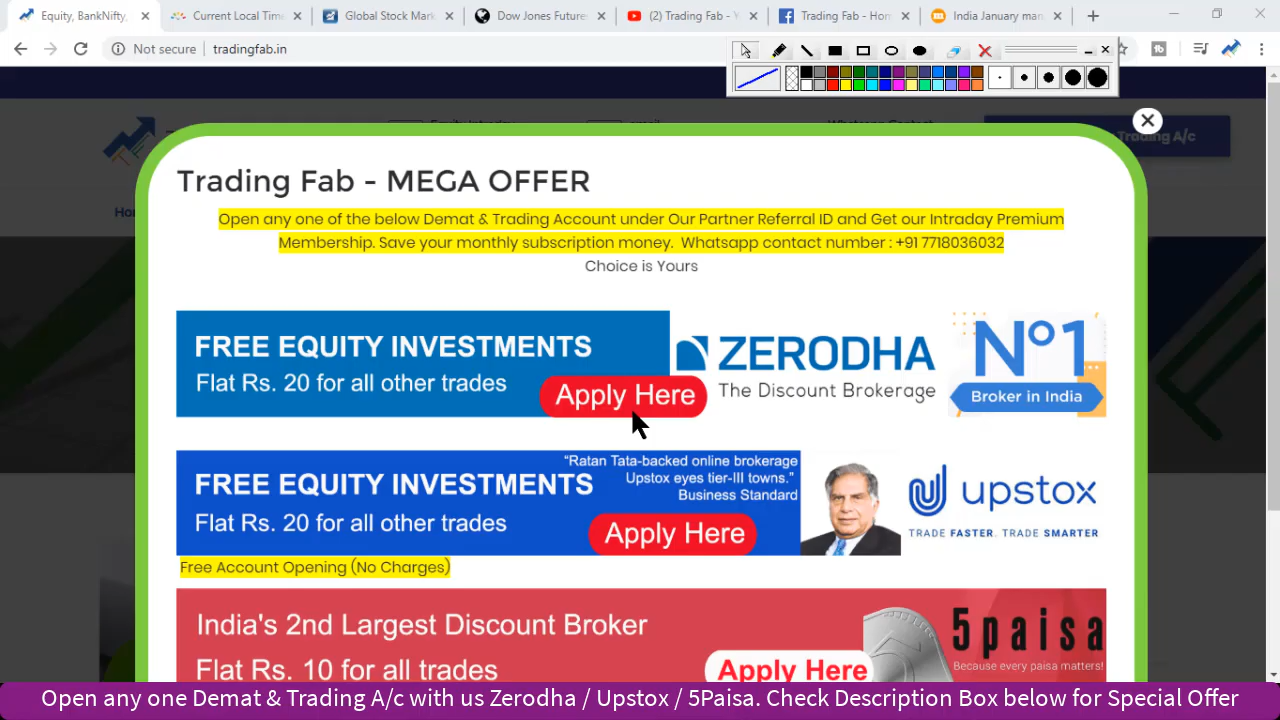 Equity, BankNifty,
Current Local Time
Global Stock Mark
Dow Jones Future
(2) Trading Fab - Y
Trading Fab - Hom
India January man
Not secure
tradingfab.in
Trading A/c
Trading Fab - MEGA OFFER
Open any one of the below Demat & Trading Account under Our Partner Referral ID and Get our Intraday Premium
Membership. Save your monthly subscription money. Whatsapp contact number : +91 7718036032
Choice is Yours
FREE EQUITY INVESTMENTS
Flat Rs. 20 for all other trades
Apply Here
ZERODHA
The Discount Brokerage
Nº1
Broker in India
FREE EQUITY INVESTMENTS
Flat Rs. 20 for all other trades
“Ratan Tata-backed online brokerage
Upstox eyes tier-III towns.”
Business Standard
Apply Here
upstox
TRADE FASTER. TRADE SMARTER
Free Account Opening (No Charges)
India's 2nd Largest Discount Broker
Flat Rs. 10 for all trades
Apply Here
5paisa
Because every paisa matters!
Open any one Demat & Trading A/c with us Zerodha / Upstox / 5Paisa. Check Description Box below for Special Offer